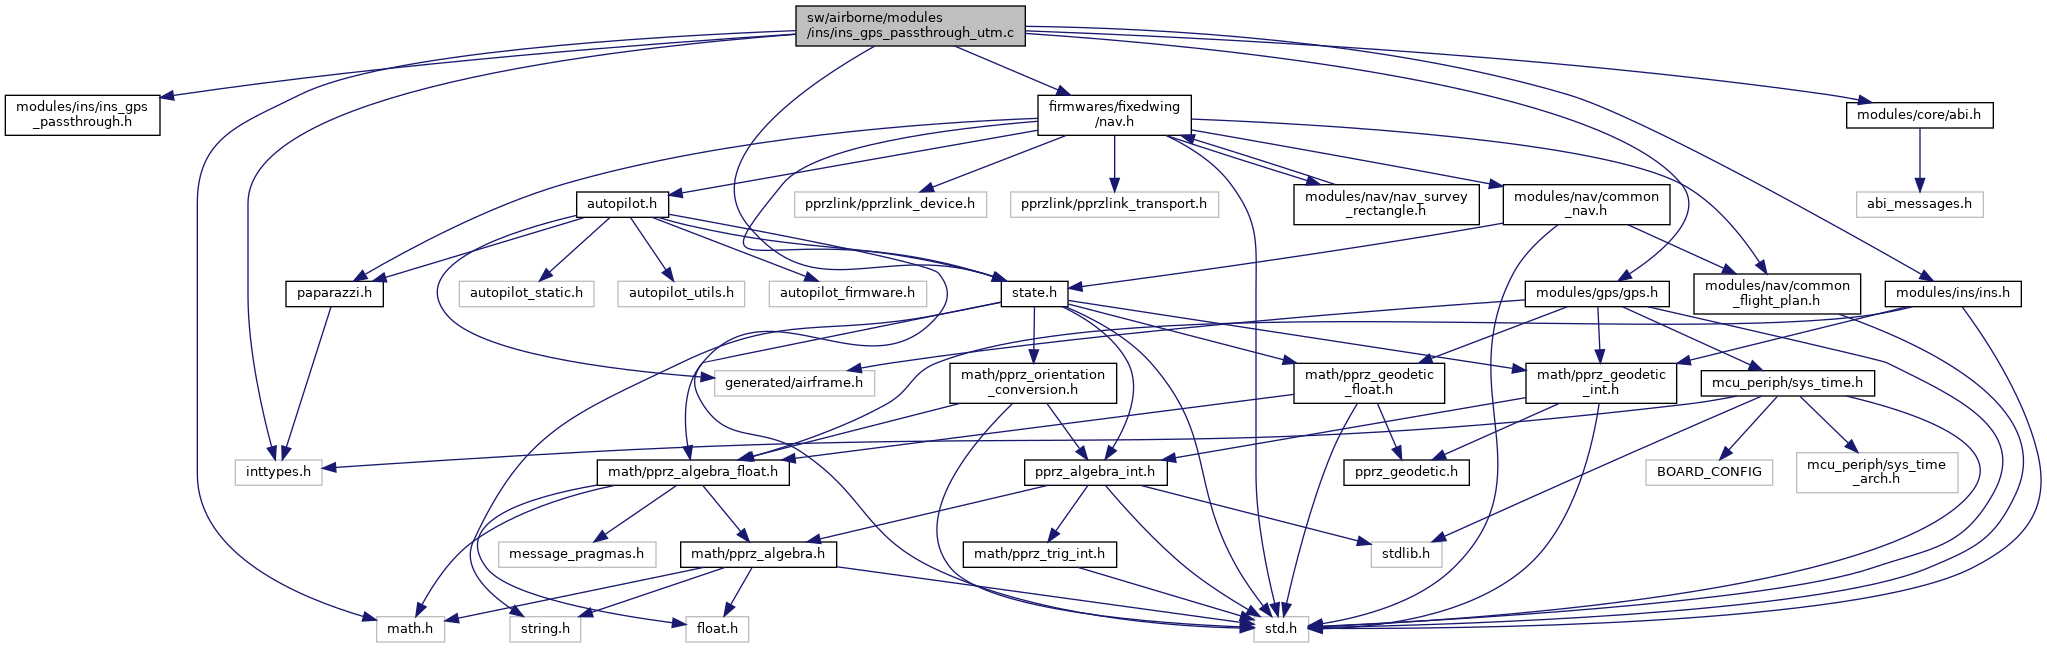 sw/airborne/modules
/ins/ins_gps_passthrough_utm.c
modules/ins/ins_gps
_passthrough.h
firmwares/fixedwing
/nav.h
modules/core/abi.h
autopilot.h
pprzlink/pprzlink_device.h
pprzlink/pprzlink_transport.h
modules/nav/nav_survey
_rectangle.h
modules/nav/common
_nav.h
abi_messages.h
paparazzi.h
autopilot_static.h
autopilot_utils.h
autopilot_firmware.h
state.h
modules/gps/gps.h
modules/nav/common
_flight_plan.h
modules/ins/ins.h
generated/airframe.h
math/pprz_orientation
_conversion.h
math/pprz_geodetic
_float.h
math/pprz_geodetic
_int.h
mcu_periph/sys_time.h
inttypes.h
math/pprz_algebra_float.h
pprz_algebra_int.h
pprz_geodetic.h
BOARD_CONFIG
mcu_periph/sys_time
_arch.h
message_pragmas.h
math/pprz_algebra.h
math/pprz_trig_int.h
stdlib.h
math.h
string.h
float.h
std.h